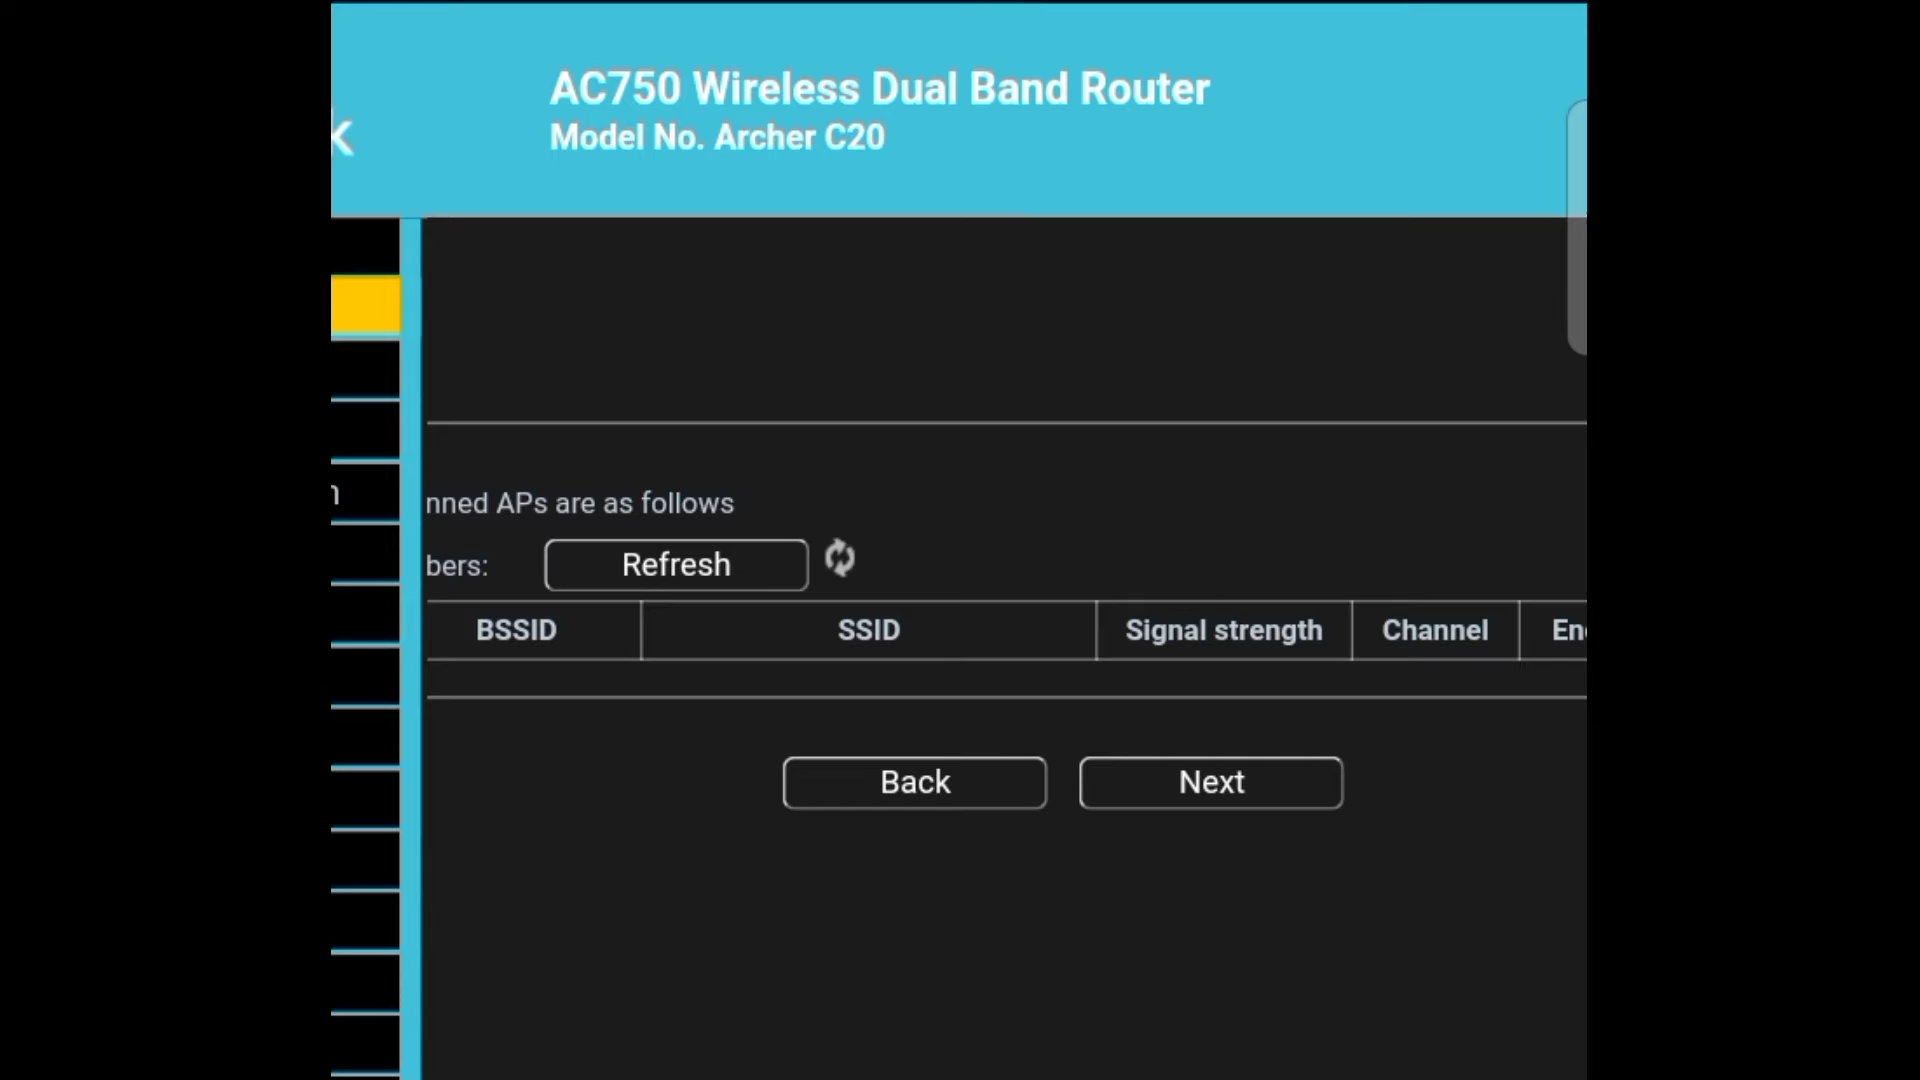 k
AC750 Wireless Dual Band Router
Model No. Archer C20
nned APs are as follows
bers: Refresh
BSSID SSID Signal strength Channel En
Back Next